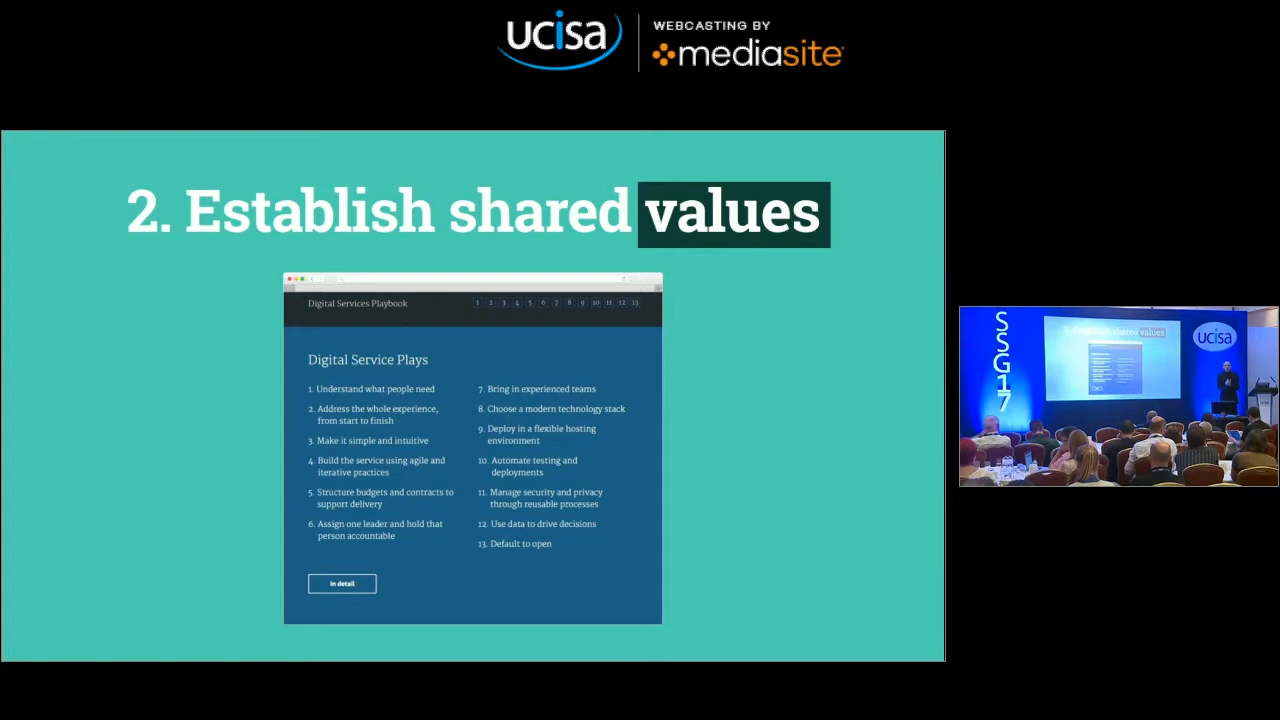 ucisa
WEBCASTING BY
mediasite
2. Establish shared values
Digital Services Playbook
1 2 3 4 5 6 7 8 9 10 11 12 13
Digital Service Plays
1. Understand what people need
2. Address the whole experience,
from start to finish
3. Make it simple and intuitive
4. Build the service using agile and
iterative practices
5. Structure budgets and contracts to
support delivery
6. Assign one leader and hold that
person accountable
7. Bring in experienced teams
8. Choose a modern technology stack
9. Deploy in a flexible hosting
environment
10. Automate testing and
deployments
11. Manage security and privacy
through reusable processes
12. Use data to drive decisions
13. Default to open
In detail
SSG17
2. Establish shared values
ucisa